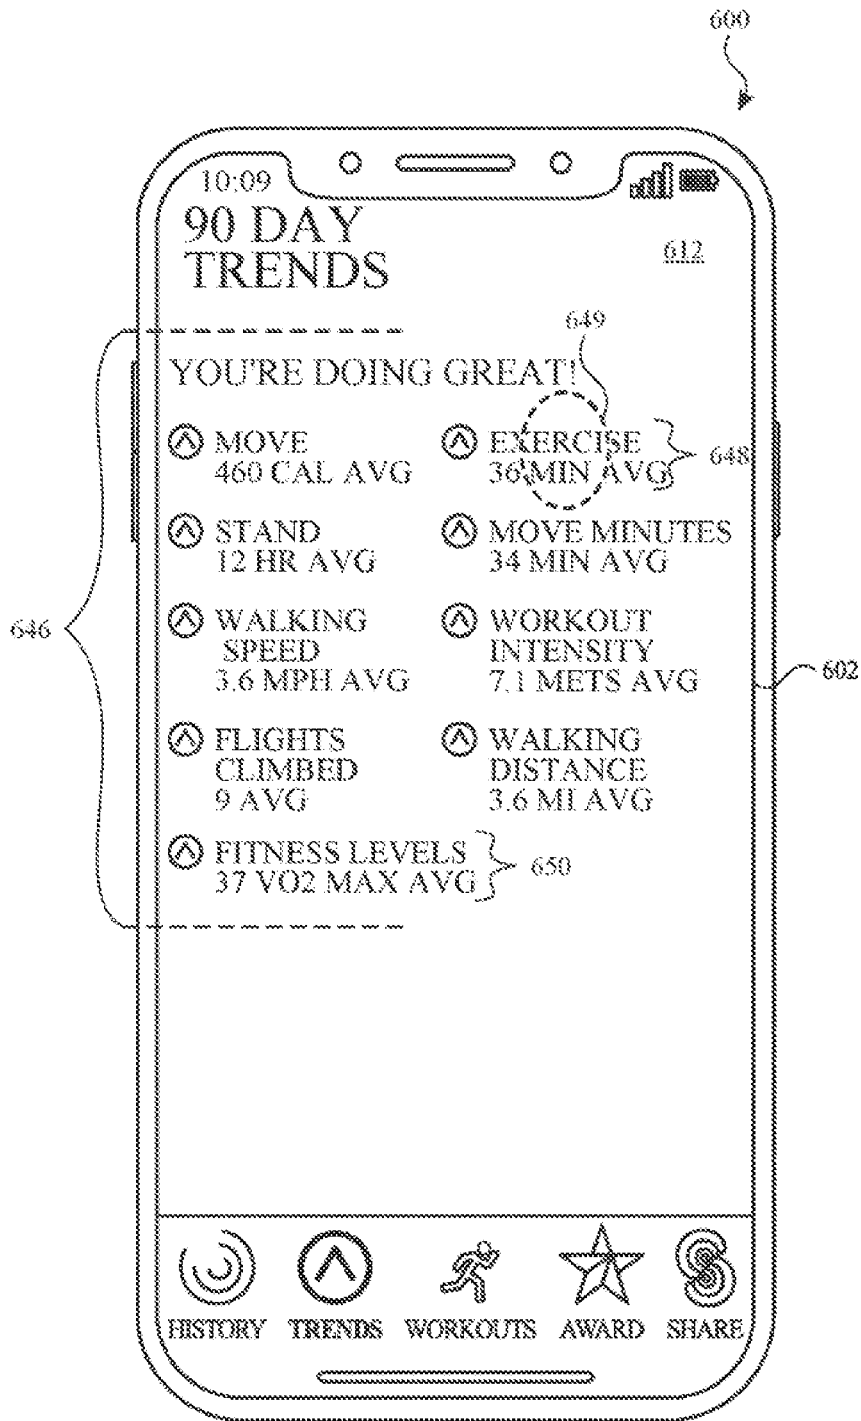 600
10:09
90 DAY
TRENDS
612
649
YOU'RE DOING GREAT!
MOVE
460 CAL AVG
EXERCISE
36 MIN AVG
648
STAND
12 HR AVG
MOVE MINUTES
34 MIN AVG
646
WALKING
SPEED
3.6 MPH AVG
WORKOUT
INTENSITY
7.1 METS AVG
602
FLIGHTS
CLIMBED
9 AVG
WALKING
DISTANCE
3.6 MI AVG
FITNESS LEVELS
37 VO2 MAX AVG
650
HISTORY
TRENDS
WORKOUTS
AWARD
SHARE